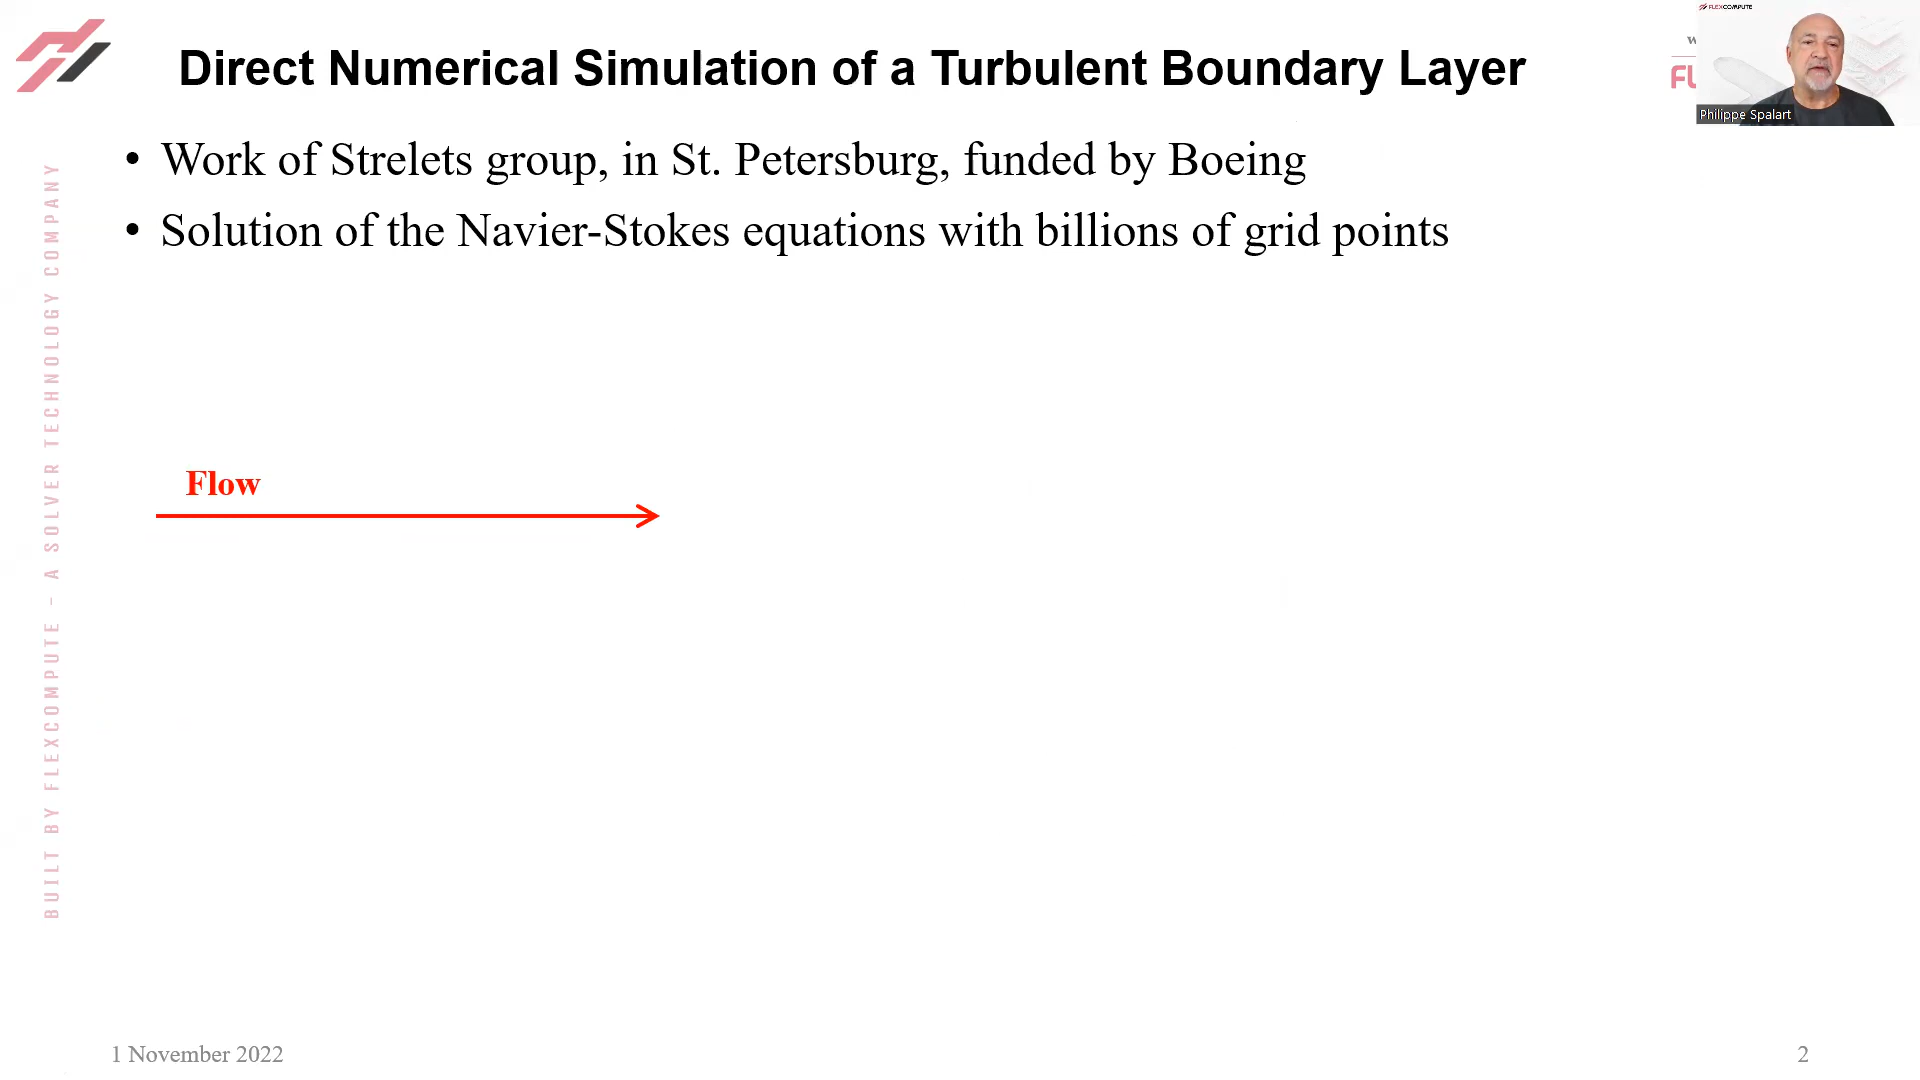 Direct Numerical Simulation of a Turbulent Boundary Layer
FLEXCOMPUTE
Philippe Spalart
• Work of Strelets group, in St. Petersburg, funded by Boeing
• Solution of the Navier-Stokes equations with billions of grid points
BUILT BY FLEXCOMPUTE – A SOLVER TECHNOLOGY COMPANY
Flow
1 November 2022
2